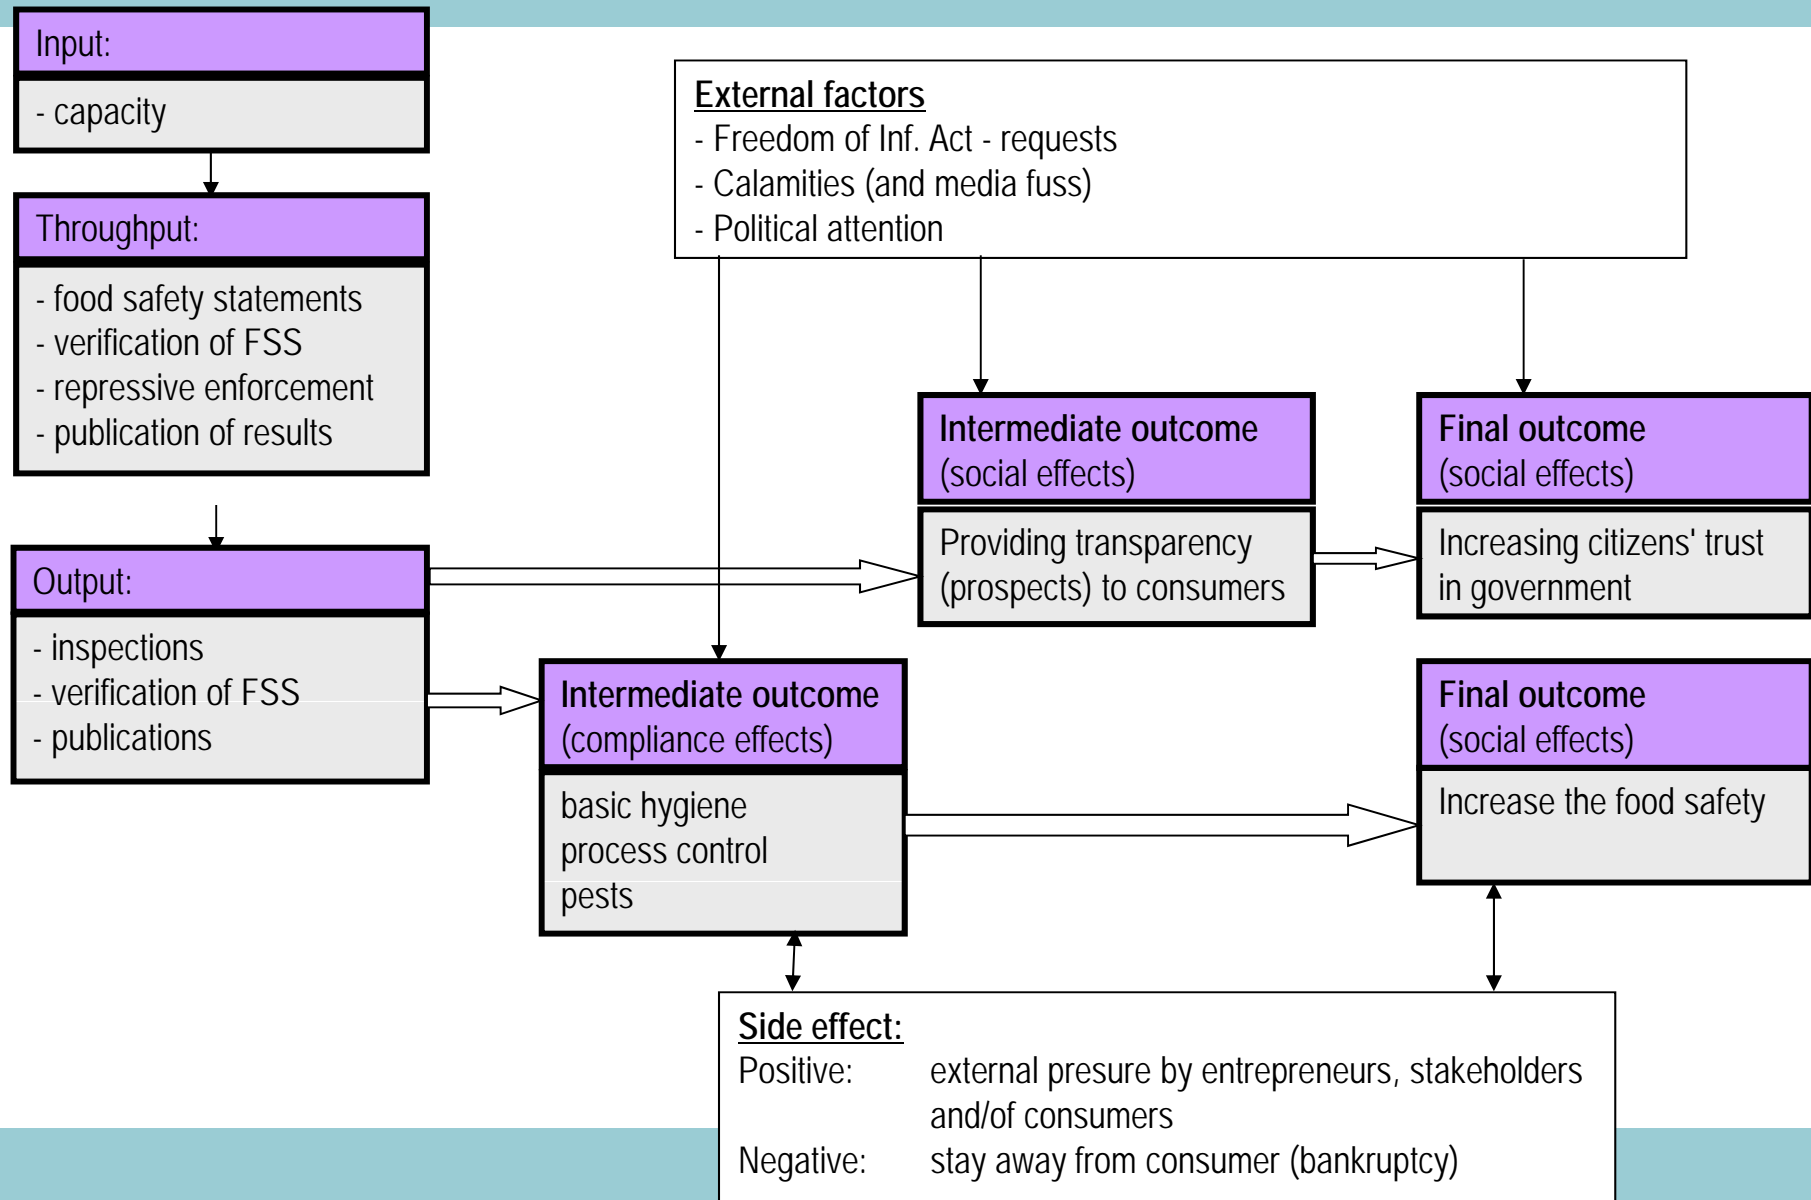 Input:
- capacity
Throughput:
- food safety statements
- verification of FSS
- repressive enforcement
- publication of results
Output:
- inspections
- verification of FSS
- publications
External factors
- Freedom of Inf. Act - requests
- Calamities (and media fuss)
- Political attention
Intermediate outcome
(social effects)
Providing transparency
(prospects) to consumers
Final outcome
(social effects)
Increasing citizens' trust
in government
Intermediate outcome
(compliance effects)
basic hygiene
process control
pests
Final outcome
(social effects)
Increase the food safety
Side effect:
Positive: external presure by entrepreneurs, stakeholders
and/of consumers
Negative: stay away from consumer (bankruptcy)